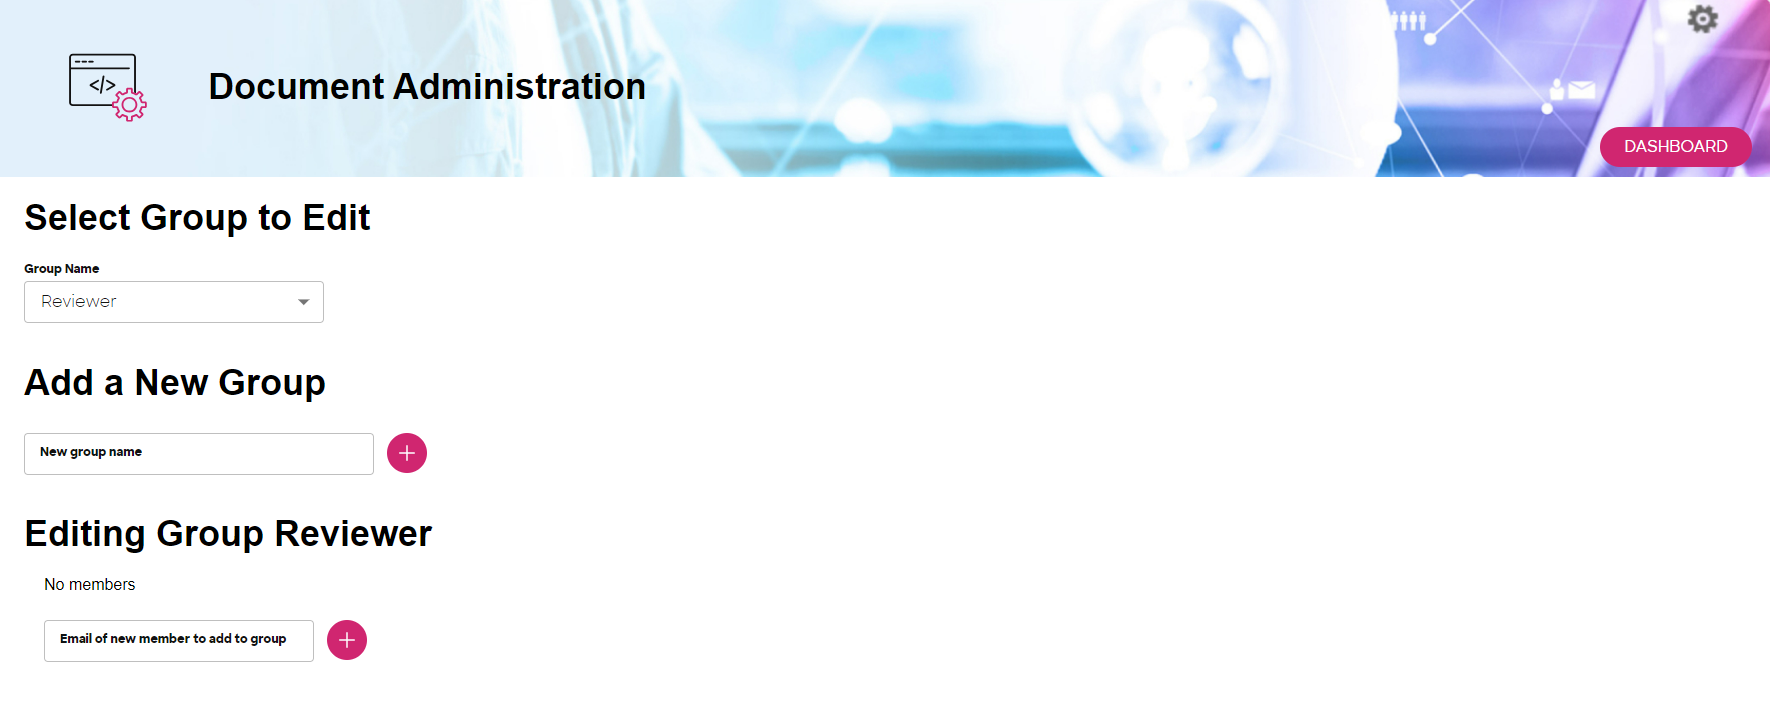 </>
Document Administration
DASHBOARD
Select Group to Edit
Group Name
Reviewer
Add a New Group
New group name
Editing Group Reviewer
No members
Email of new member to add to group